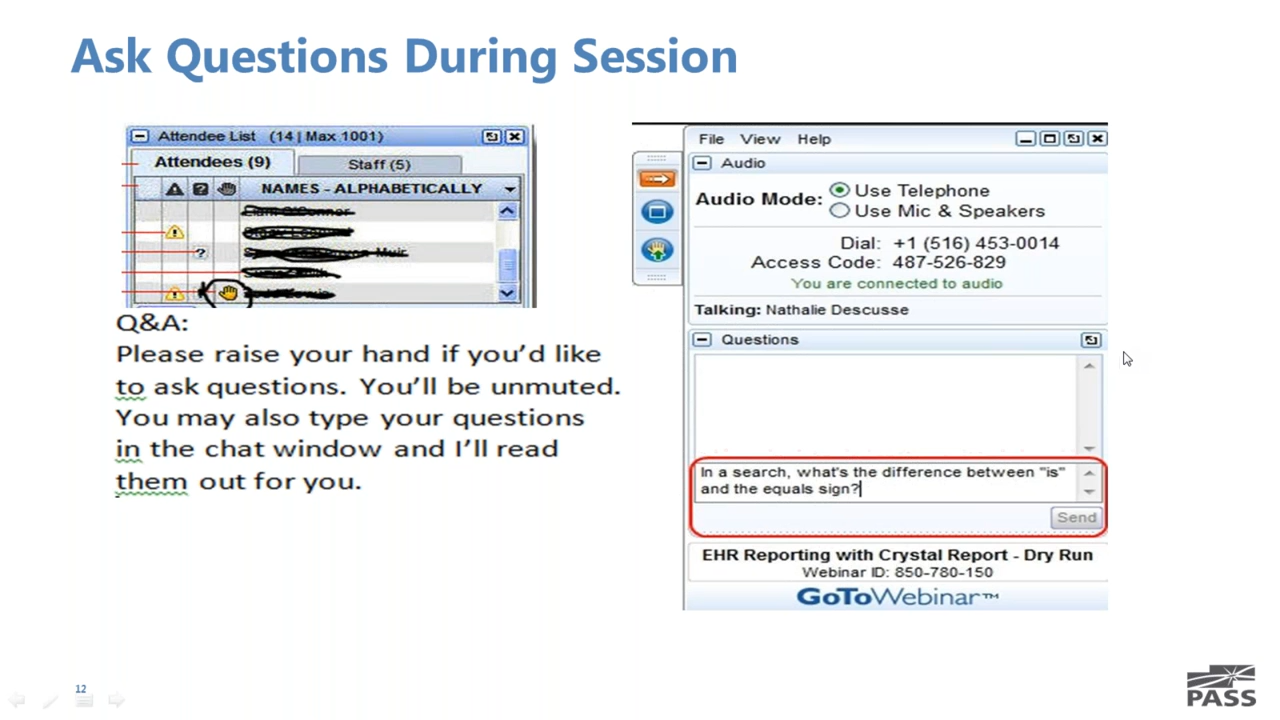 Ask Questions During Session
Attendee List (14 | Max 1001)
Attendees (9)
Staff (5)
NAMES - ALPHABETICALLY
Q&A:
Please raise your hand if you’d like
to ask questions. You’ll be unmuted.
You may also type your questions
in the chat window and I’ll read
them out for you.
File View Help
Audio
Audio Mode: Use Telephone
Use Mic & Speakers
Dial: +1 (516) 453-0014
Access Code: 487-526-829
You are connected to audio
Talking: Nathalie Descusse
Questions
In a search, what's the difference between "is"
and the equals sign?
Send
EHR Reporting with Crystal Report - Dry Run
Webinar ID: 850-780-150
GoToWebinar™
12
PASS